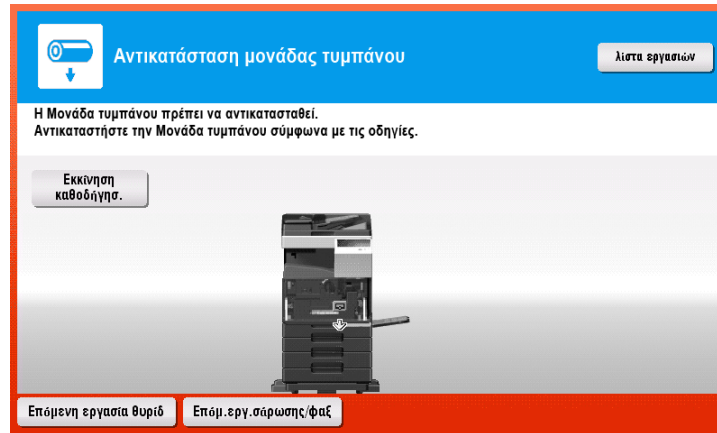 Αντικατάσταση μονάδας τυμπάνου
λίστα εργασιών
Η Μονάδα τυμπάνου πρέπει να αντικατασταθεί.
Αντικαταστήστε την Μονάδα τυμπάνου σύμφωνα με τις οδηγίες.
Εκκίνηση
καθοδήγησ.
Επόμενη εργασία θυρίδ
Επόμ.εργ.σάρωσης/φαξ